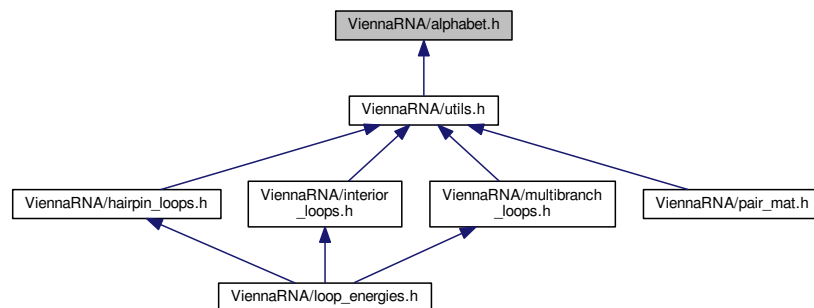 ViennaRNA/alphabet.h
ViennaRNA/utils.h
ViennaRNA/hairpin_loops.h
ViennaRNA/interior
_loops.h
ViennaRNA/multibranch
_loops.h
ViennaRNA/pair_mat.h
ViennaRNA/loop_energies.h